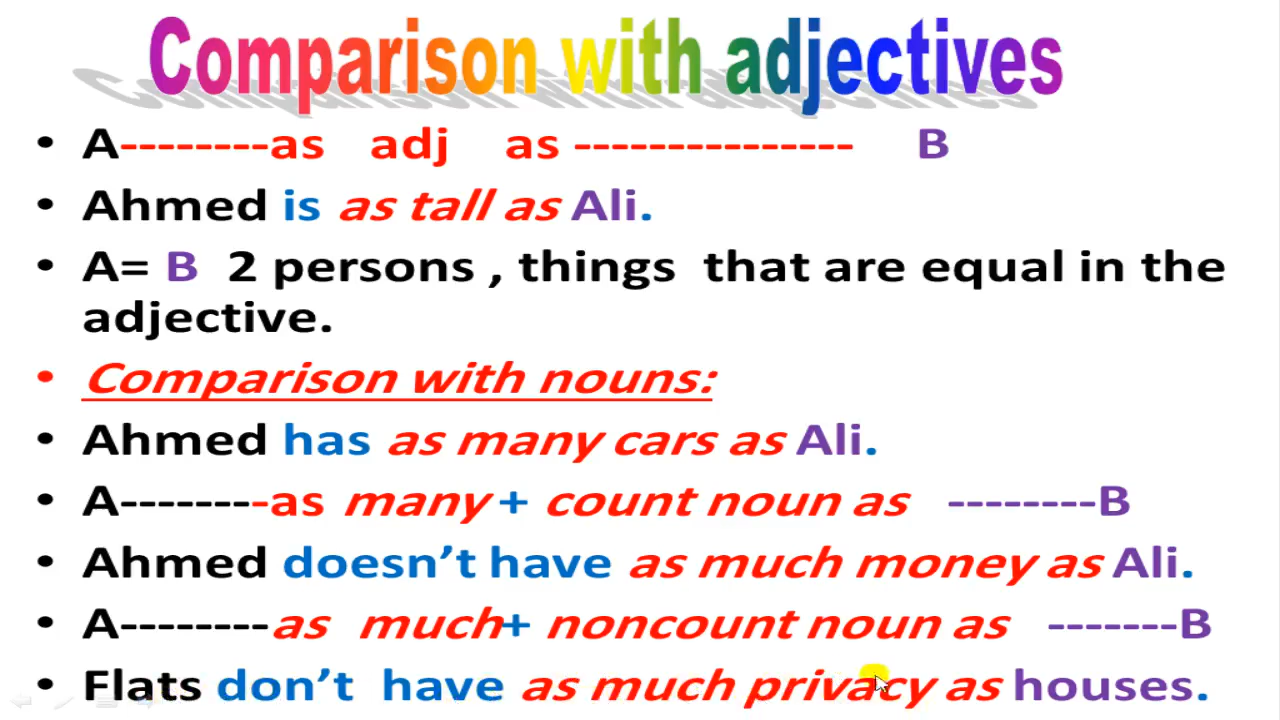 Comparison with adjectives
• A--------as adj as --------------- B
• Ahmed is as tall as Ali.
• A= B 2 persons , things that are equal in the
adjective.
• Comparison with nouns:
• Ahmed has as many cars as Ali.
• A--------as many + count noun as --------B
• Ahmed doesn’t have as much money as Ali.
• A--------as much+ noncount noun as -------B
• Flats don’t have as much privacy as houses.